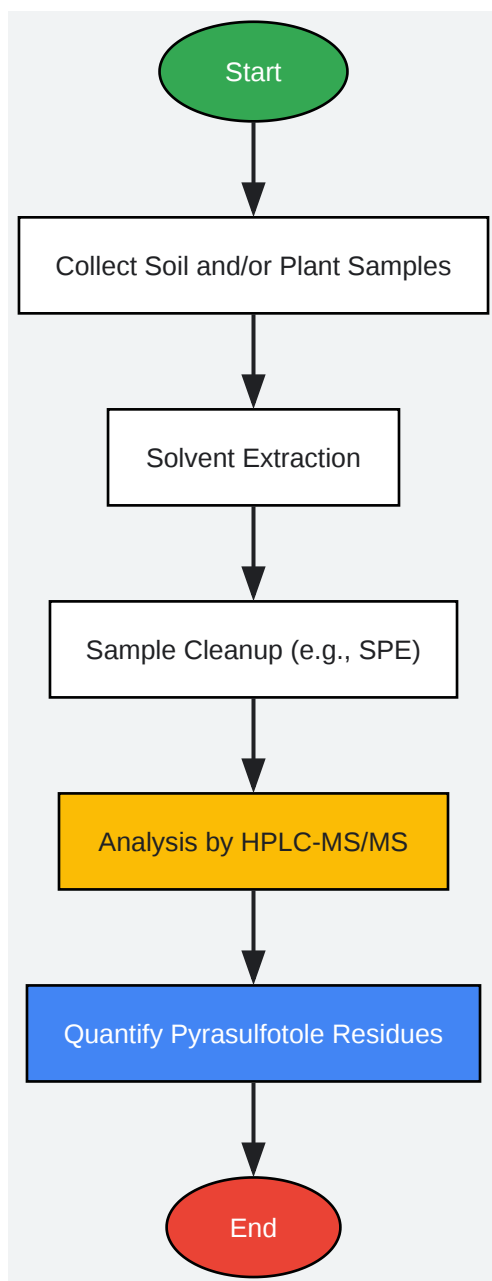 Start
Collect Soil and/or Plant Samples
Solvent Extraction
Sample Cleanup (e.g., SPE)
Analysis by HPLC-MS/MS
Quantify Pyrasulfotole Residues
End